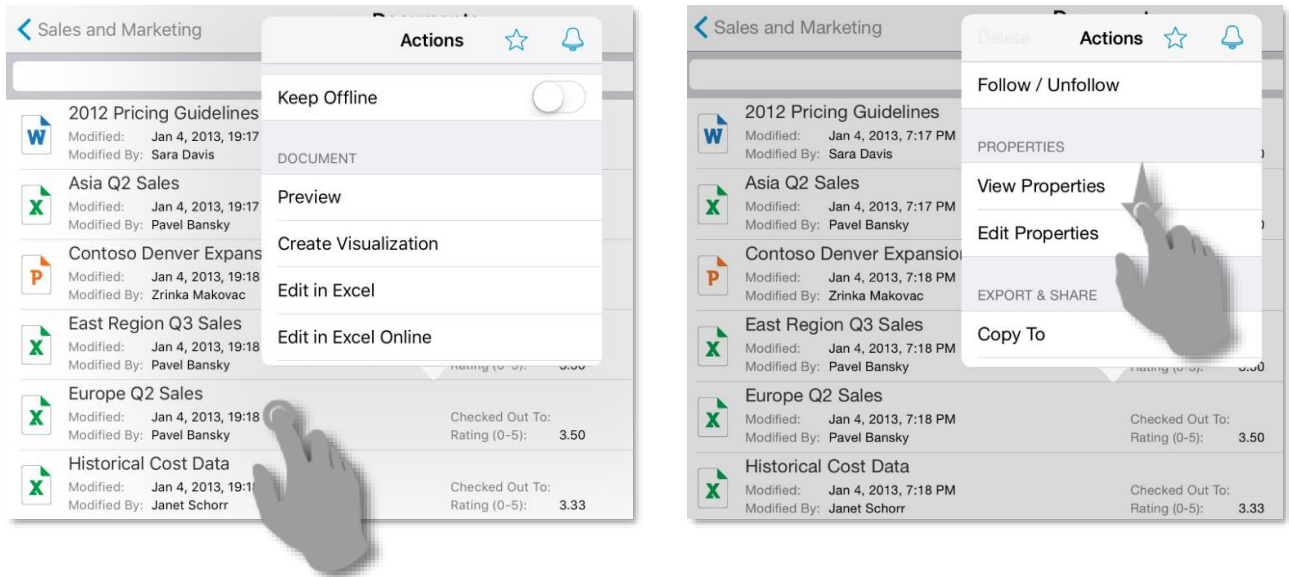 Sales and Marketing
Actions
Keep Offline
DOCUMENT
Preview
Create Visualization
Edit in Excel
Edit in Excel Online
W
2012 Pricing Guidelines
Modified: Jan 4, 2013, 19:17
Modified By: Sara Davis
X
Asia Q2 Sales
Modified: Jan 4, 2013, 19:17
Modified By: Pavel Bansky
P
Contoso Denver Expans
Modified: Jan 4, 2013, 19:18
Modified By: Zrinka Makovac
X
East Region Q3 Sales
Modified: Jan 4, 2013, 19:18
Modified By: Pavel Bansky
X
Europe Q2 Sales
Modified: Jan 4, 2013, 19:18 Checked Out To:
Modified By: Pavel Bansky Rating (0-5): 3.50
X
Historical Cost Data
Modified: Jan 4, 2013, 19:18 Checked Out To:
Modified By: Janet Schorr Rating (0-5): 3.33
Sales and Marketing
Delete Actions
Follow / Unfollow
PROPERTIES
View Properties
Edit Properties
EXPORT & SHARE
Copy To
W
2012 Pricing Guidelines
Modified: Jan 4, 2013, 7:17 PM
Modified By: Sara Davis
X
Asia Q2 Sales
Modified: Jan 4, 2013, 7:17 PM
Modified By: Pavel Bansky
P
Contoso Denver Expansion
Modified: Jan 4, 2013, 7:18 PM
Modified By: Zrinka Makovac
X
East Region Q3 Sales
Modified: Jan 4, 2013, 7:18 PM
Modified By: Pavel Bansky
X
Europe Q2 Sales
Modified: Jan 4, 2013, 7:18 PM Checked Out To:
Modified By: Pavel Bansky Rating (0-5): 3.50
X
Historical Cost Data
Modified: Jan 4, 2013, 7:18 PM Checked Out To:
Modified By: Janet Schorr Rating (0-5): 3.33